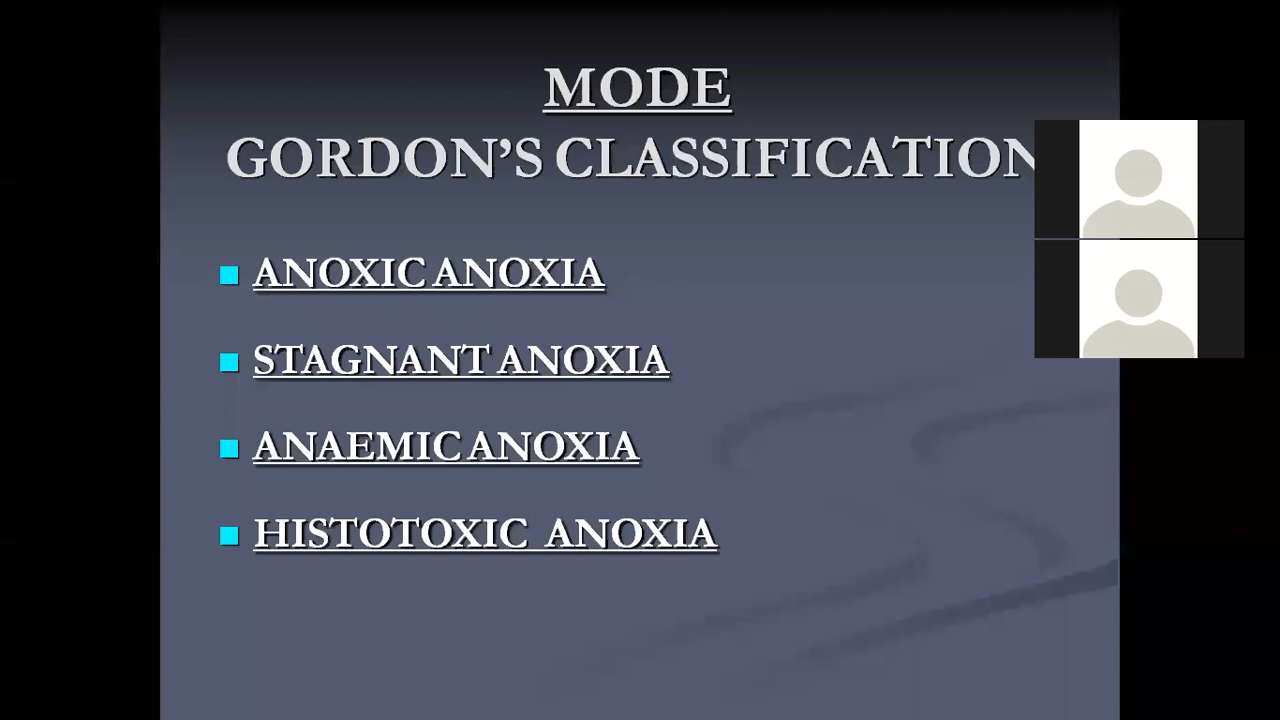 MODE
GORDON’S CLASSIFICATION
ANOXIC ANOXIA
STAGNANT ANOXIA
ANAEMIC ANOXIA
HISTOTOXIC ANOXIA